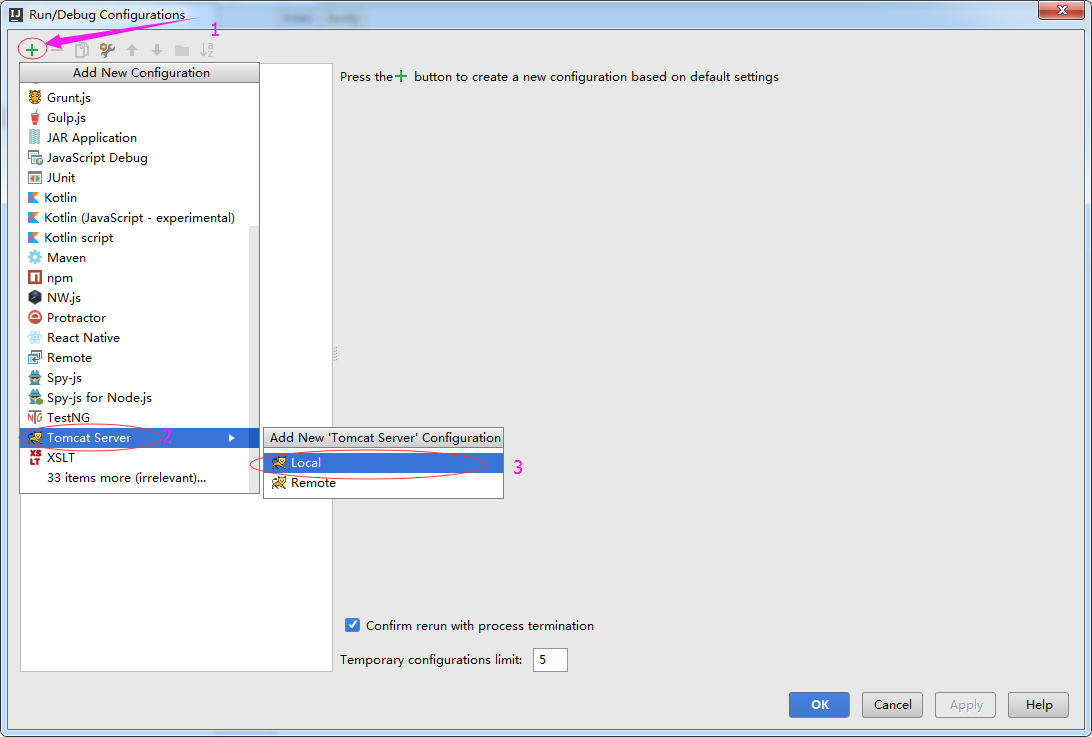 Run/Debug Configurations
1
Add New Configuration
Press the + button to create a new configuration based on default settings
Grunt.js
Gulp.js
JAR Application
JavaScript Debug
JUnit
Kotlin
Kotlin (JavaScript - experimental)
Kotlin script
Maven
npm
NW.js
Protractor
React Native
Remote
Spy-js
Spy-js for Node.js
TestNG
Tomcat Server 2
XSLT
33 items more (irrelevant)...
Add New 'Tomcat Server' Configuration
Local 3
Remote
Confirm rerun with process termination
Temporary configurations limit: 5
OK Cancel Apply Help